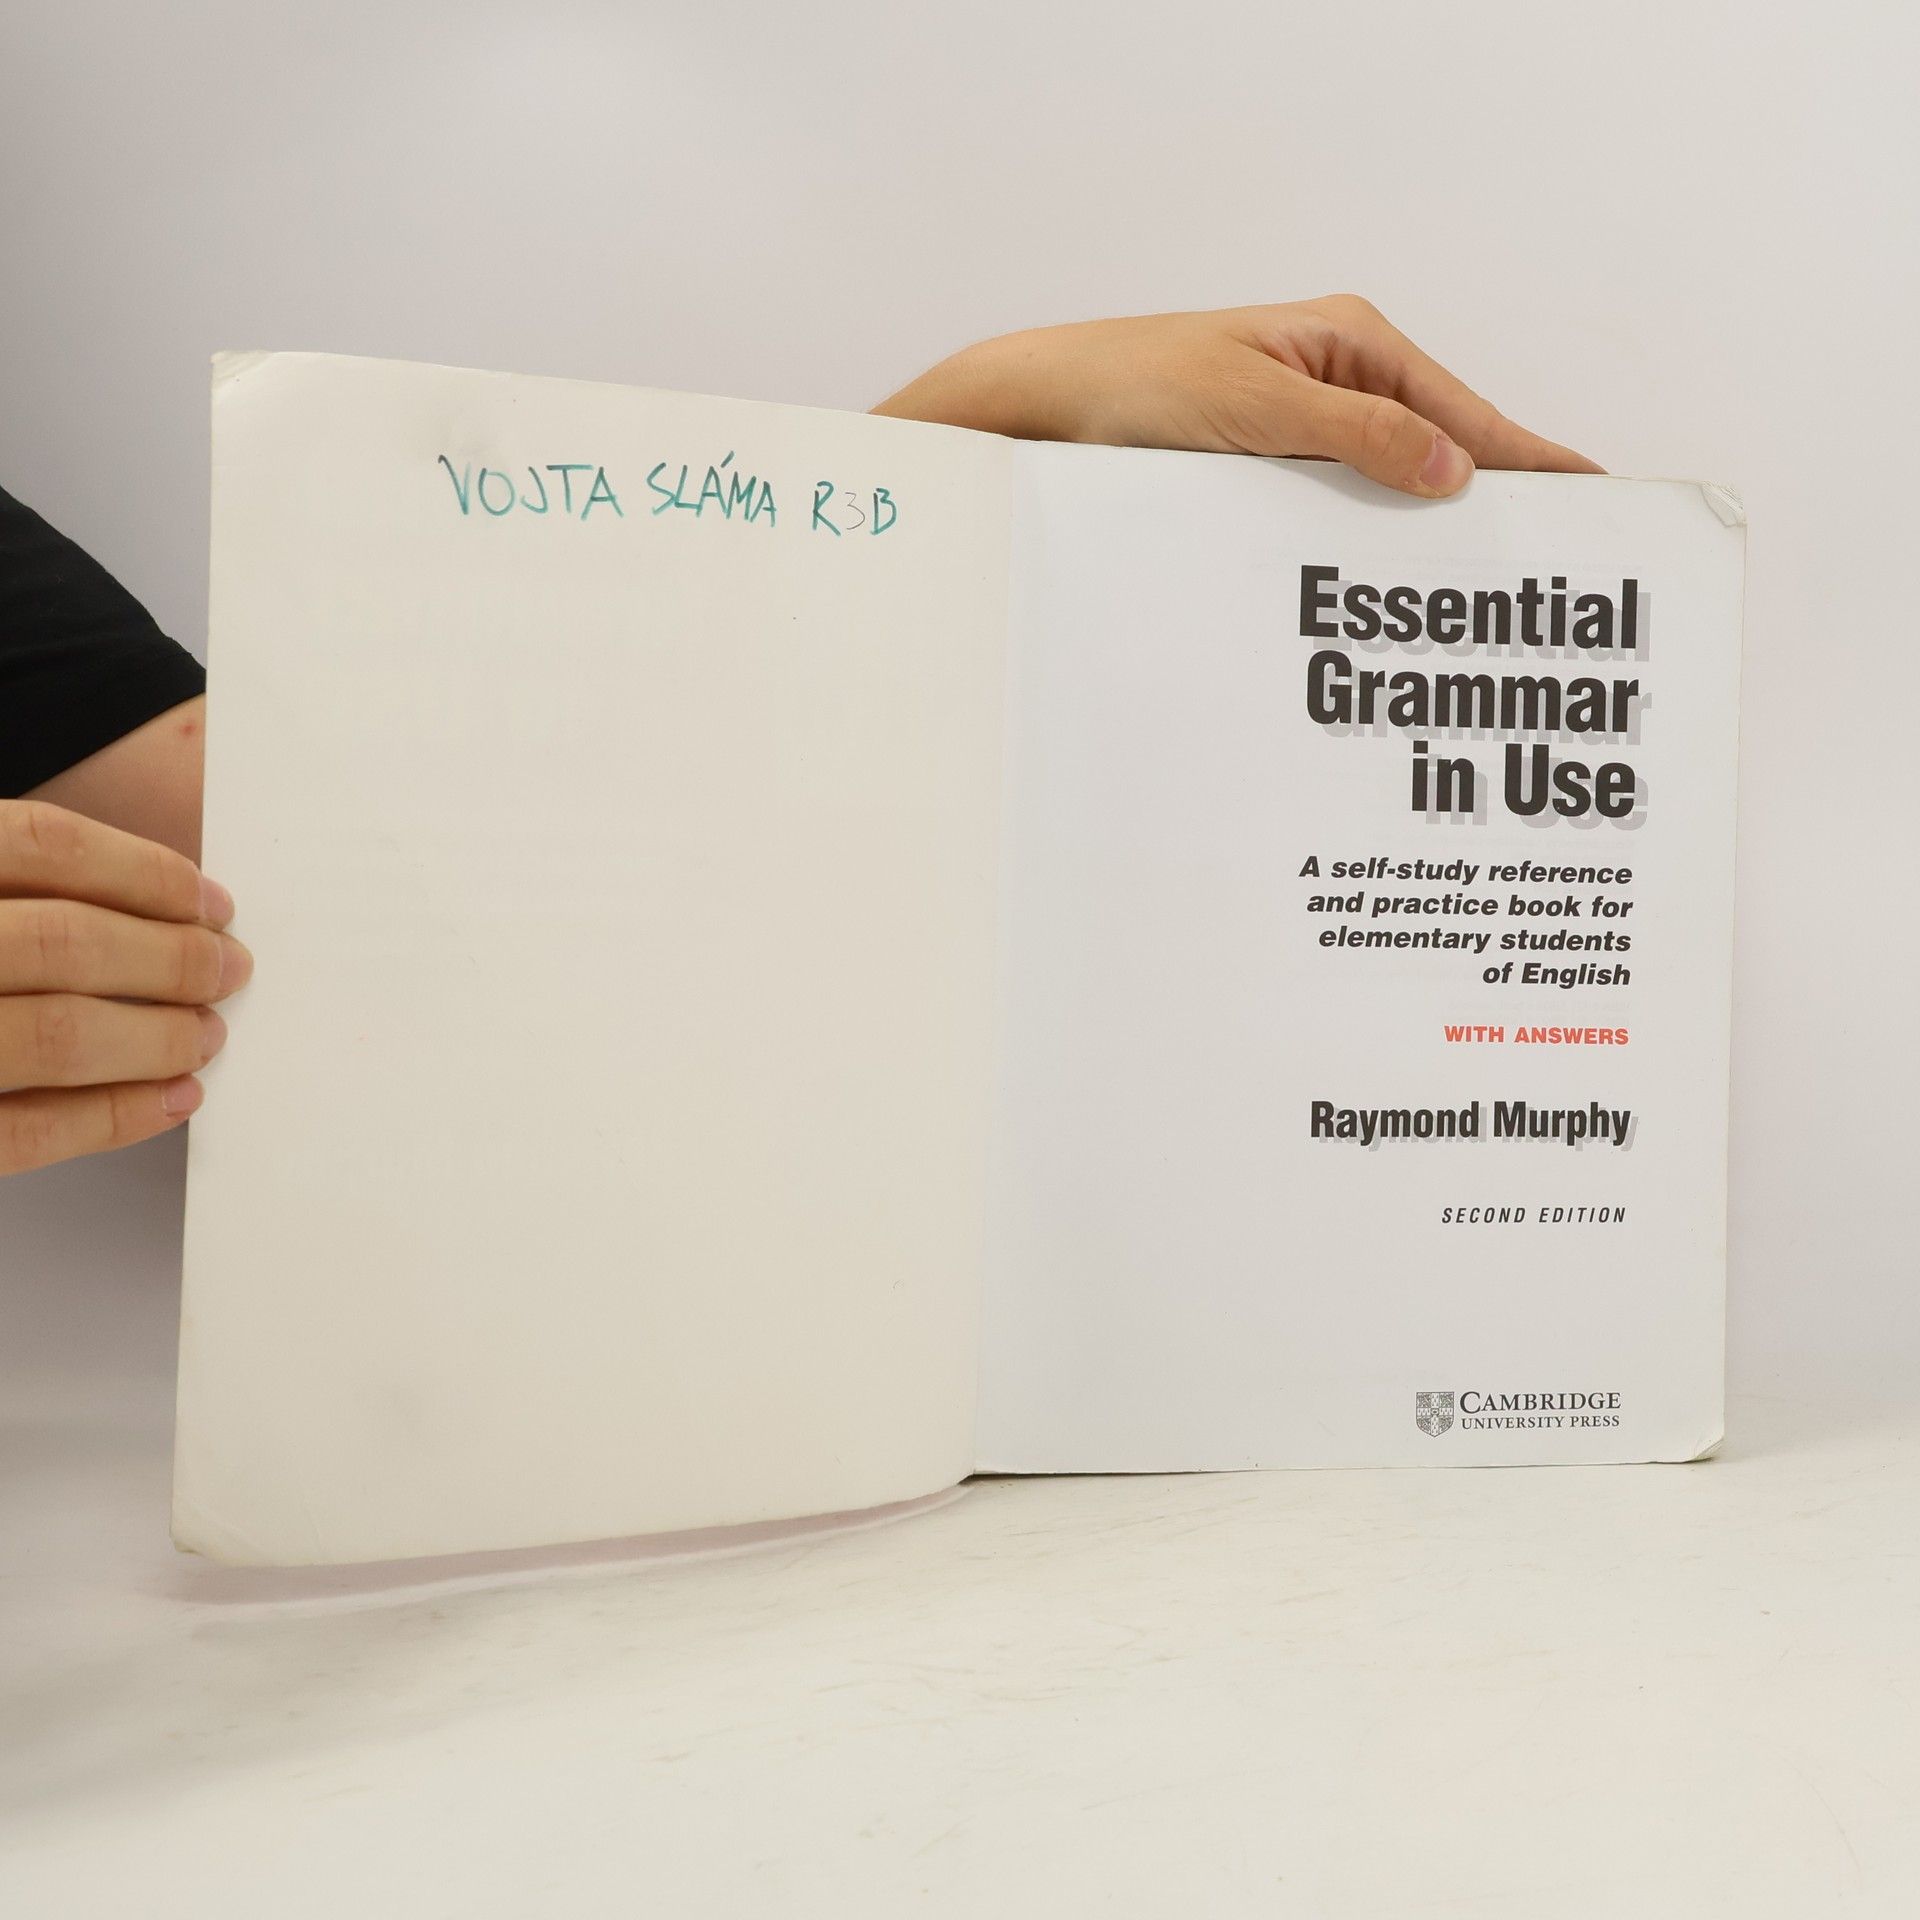 VOJTA SLÁMA R3B
Essential
Grammar
in Use
A self-study reference
and practice book for
elementary students
of English
WITH ANSWERS
Raymond Murphy
SECOND EDITION
CAMBRIDGE
UNIVERSITY PRESS